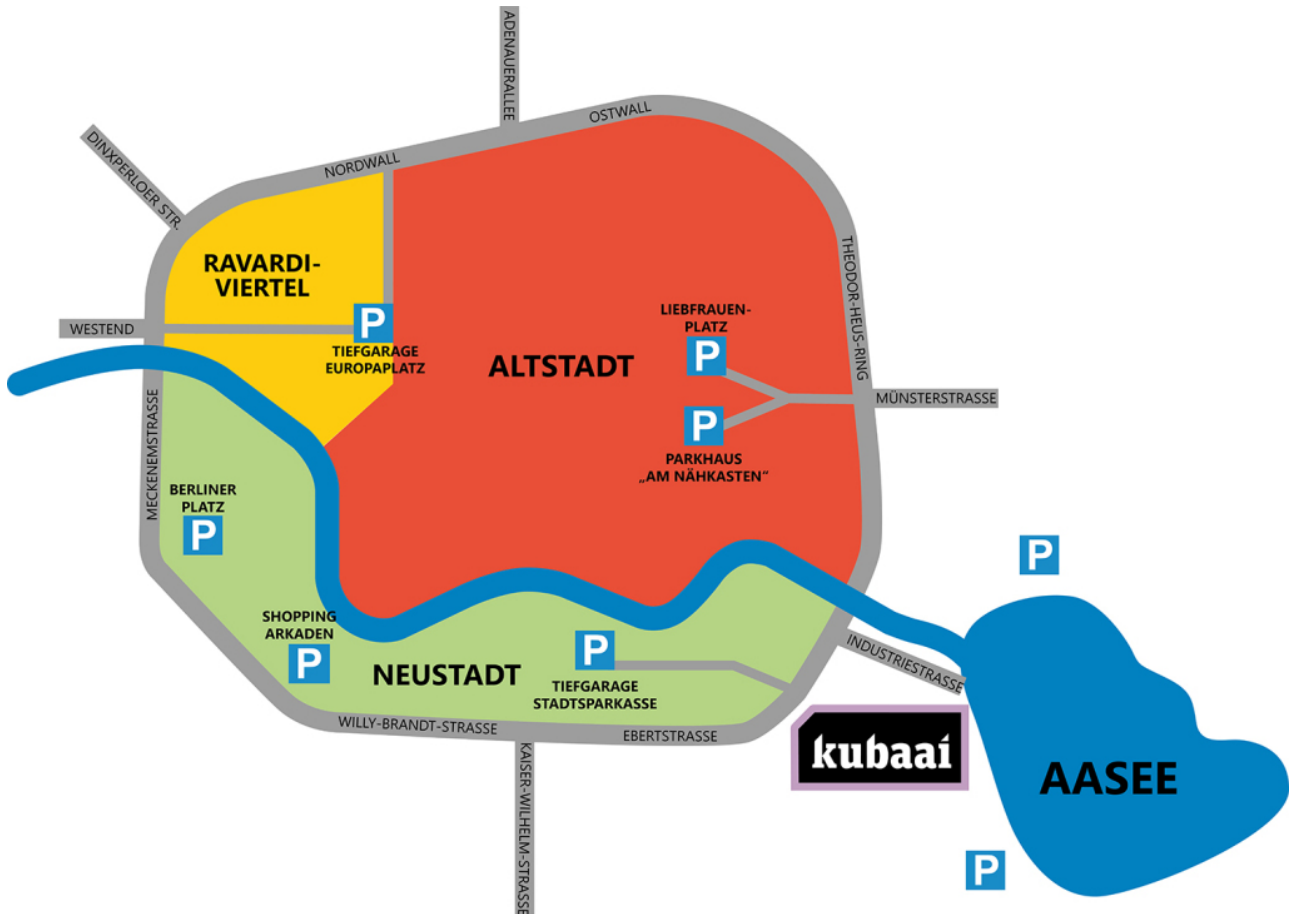 ADENAUERALLEE
OSTWALL
NORDWALL
DINXPERLOER STR.
RAVARDI-
VIERTEL
THEODOR-HEUS-RING
WESTEND
P
TIEFGARAGE
EUROPAPLATZ
LIEBFRAUEN-
PLATZ
P
ALTSTADT
MÜNSTERSTRASSE
P
PARKHAUS
„AM NÄHKASTEN“
MECKENEMSTRASSE
BERLINER
PLATZ
P
P
SHOPPING
ARKADEN
P
NEUSTADT
P
TIEFGARAGE
STADTSPARKASSE
INDUSTRIESTRASSE
WILLY-BRANDT-STRASSE
EBERTSTRASSE
KAISER-WILHELM-STRASSE
kubaai
AASEE
P